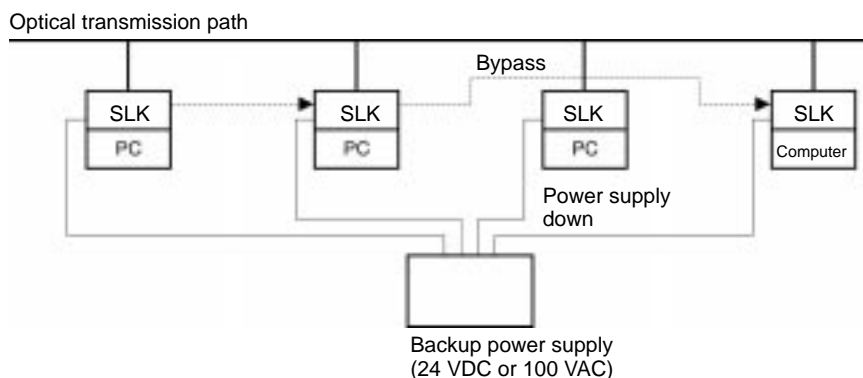 Optical transmission path
Bypass
SLK
SLK
SLK
SLK
PC
PC
PC
Computer
Power supply
down
Backup power supply
(24 VDC or 100 VAC)